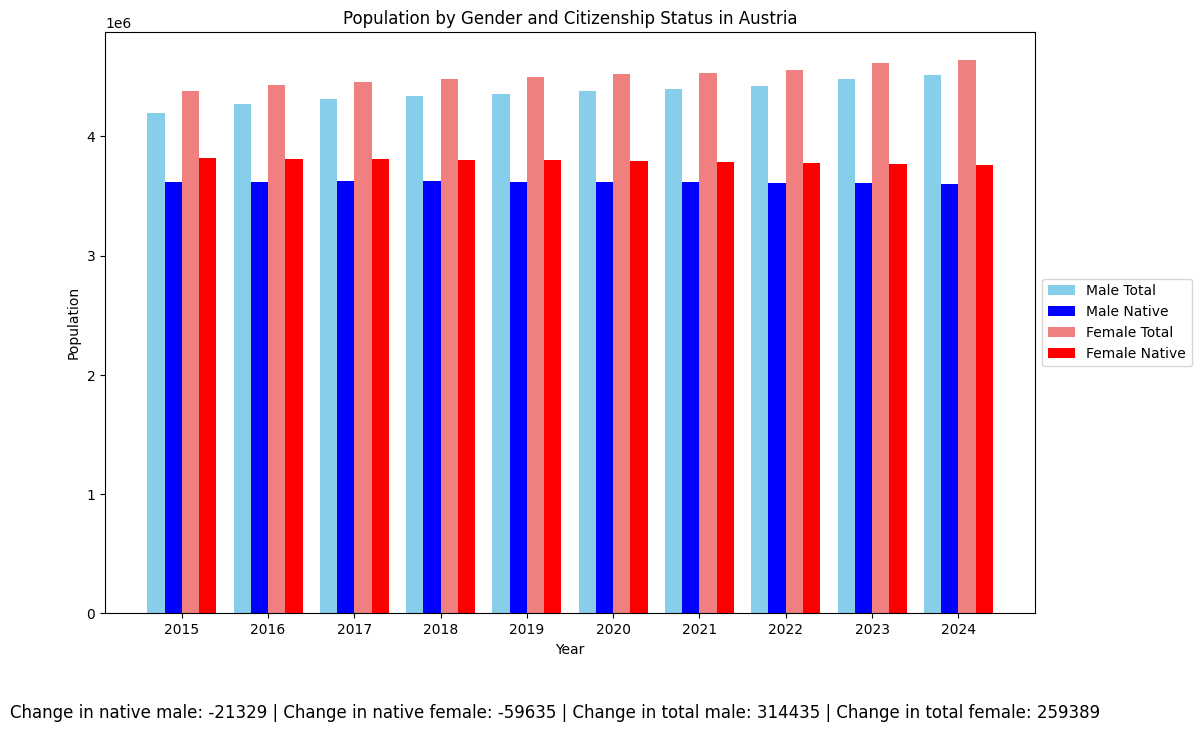 Population by Gender and Citizenship Status in Austria
1e6
4
3
2
1
0
Population
2015 2016 2017 2018 2019 2020 2021 2022 2023 2024
Year
Male Total
Male Native
Female Total
Female Native
Change in native male: -21329 | Change in native female: -59635 | Change in total male: 314435 | Change in total female: 259389